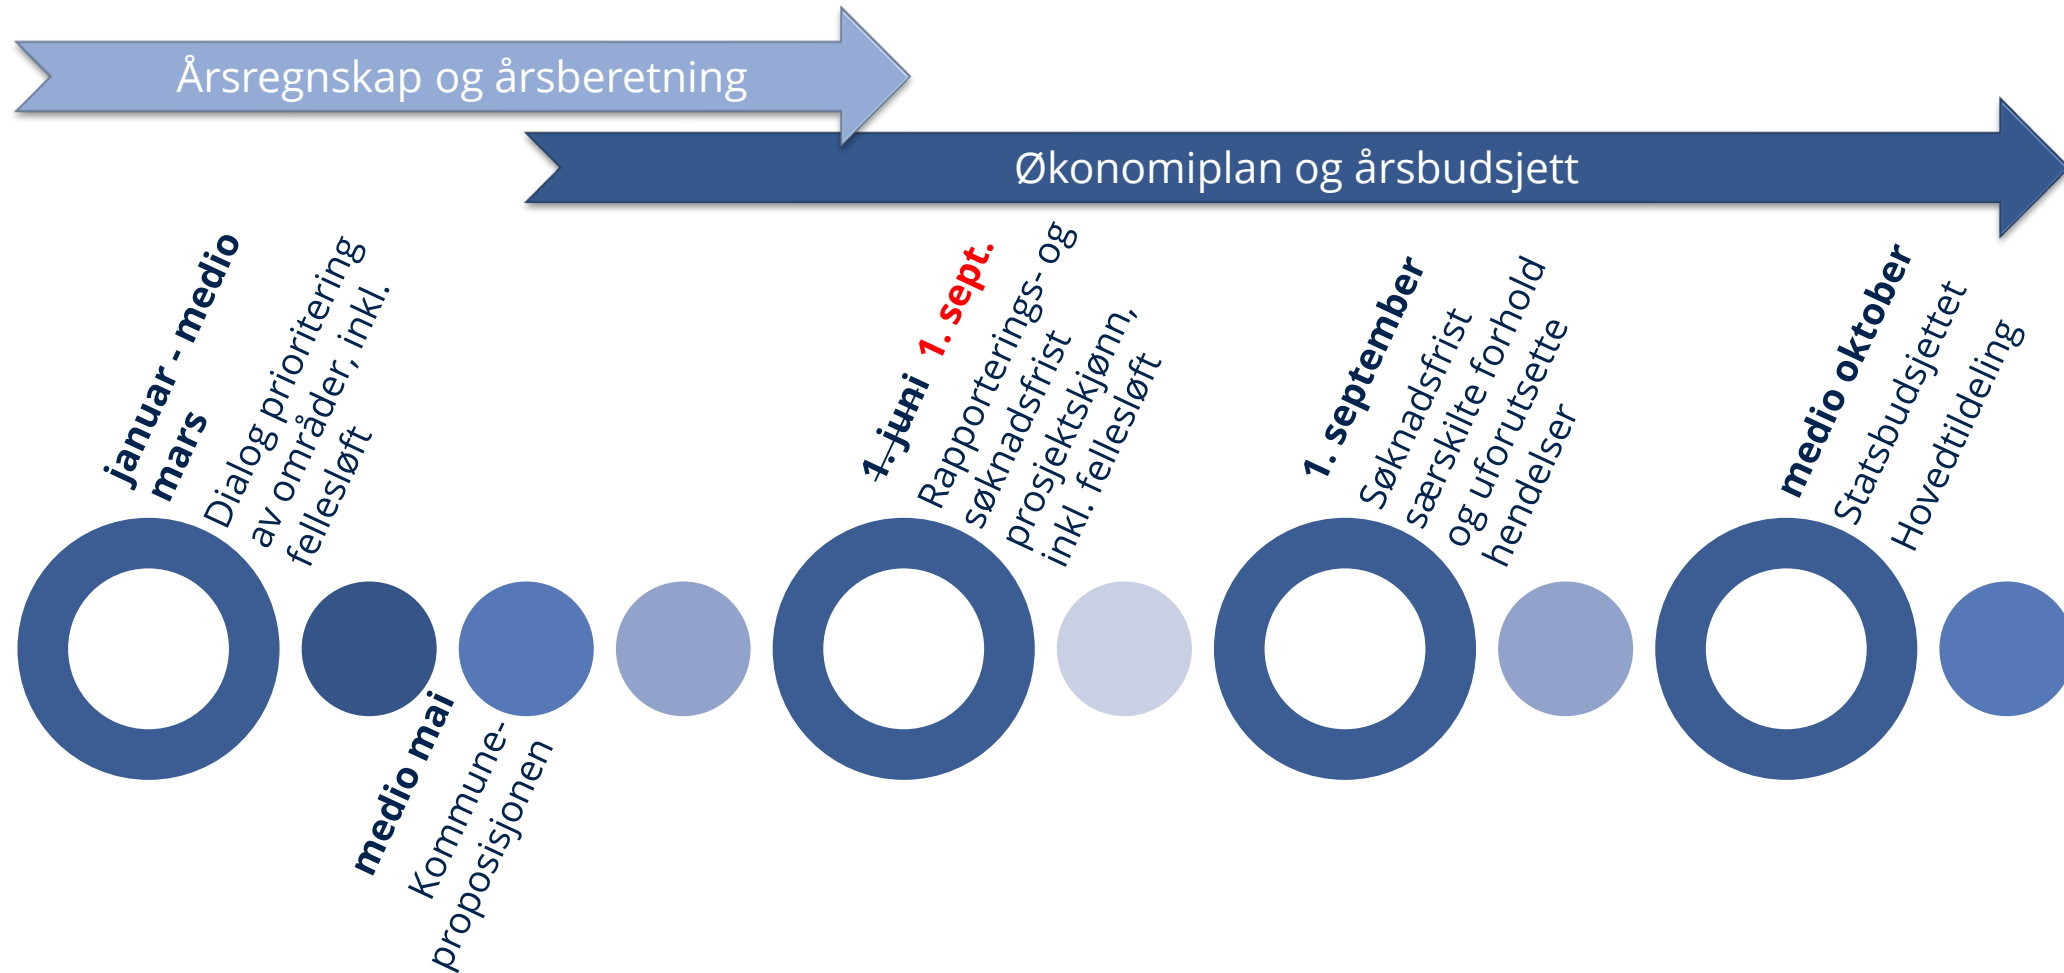 Årsregnskap og årsberetning
Økonomiplan og årsbudsjett
januar - medio
mars
Dialog prioritering
av områder, inkl.
fellesløft
medio mai
Kommune-
proposisjonen
1. juni 1. sept.
Rapporterings- og
søknadsfrist
prosjektskjønn,
inkl. fellesløft
1. september
Søknadsfrist
særskilte forhold
og uforutsette
hendelser
medio oktober
Statsbudsjettet
Hovedtildeling